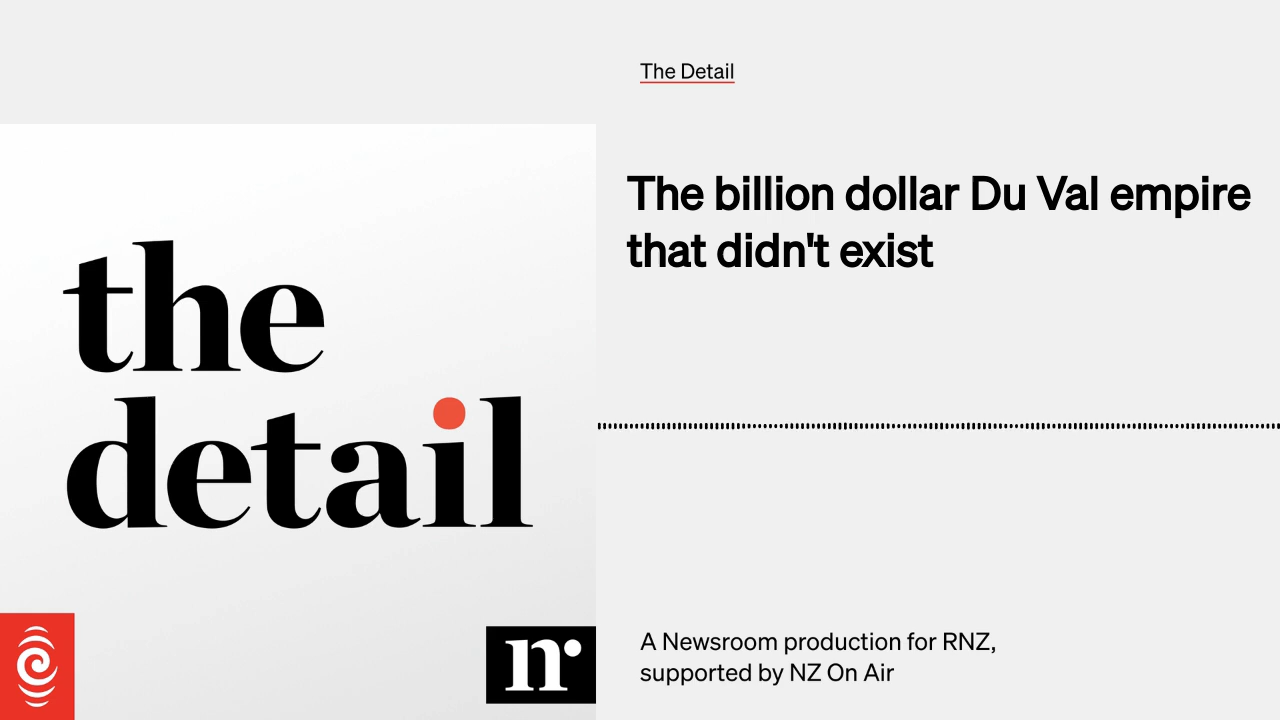 The Detail
The billion dollar Du Val empire
that didn't exist
the
detail
n
A Newsroom production for RNZ,
supported by NZ On Air